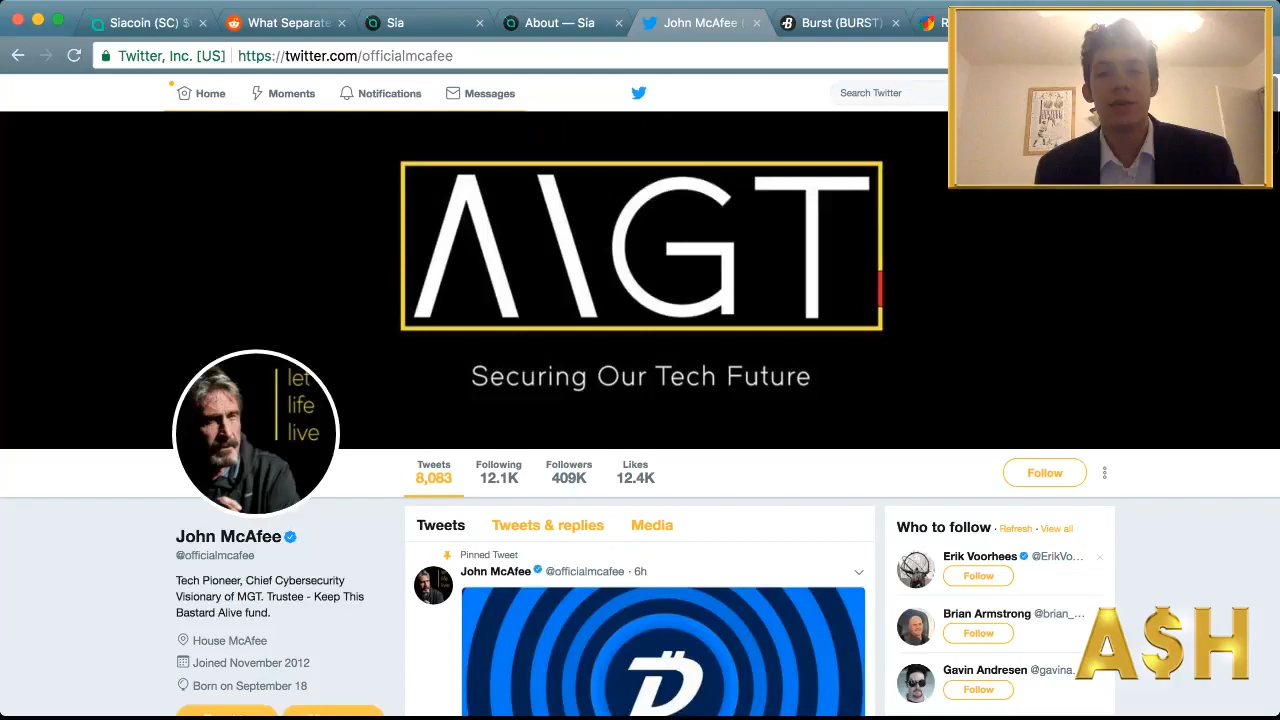 Siacoin (SC) $
What Separate
Sia
About — Sia
John McAfee (
Burst (BURST)
R
Twitter, Inc. [US]
https://twitter.com/officialmcafee
Home
Moments
Notifications
Messages
Search Twitter
MGT
Securing Our Tech Future
let
life
live
Tweets
8,083
Following
12.1K
Followers
409K
Likes
12.4K
Follow
John McAfee
@officialmcafee
Tech Pioneer, Chief Cybersecurity
Visionary of MGT. Trustee - Keep This
Bastard Alive fund.
House McAfee
Joined November 2012
Born on September 18
Tweets
Tweets & replies
Media
Pinned Tweet
John McAfee @officialmcafee · 6h
Who to follow · Refresh · View all
Erik Voorhees @ErikVo...
Follow
Brian Armstrong @brian_...
Follow
Gavin Andresen @gavina
Follow
A$H